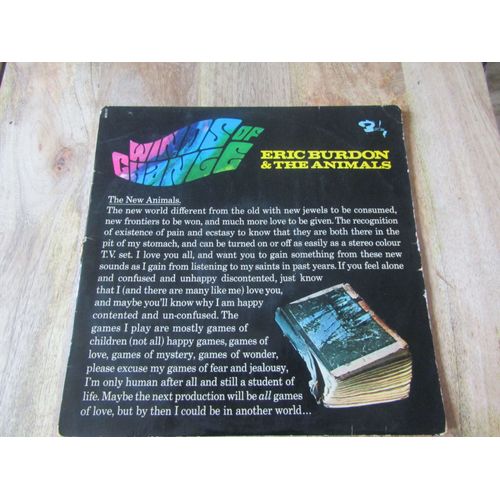 WINDS OF
CHANGE
ERIC BURDON
& THE ANIMALS
The New Animals.
The new world different from the old with new jewels to be consumed,
new frontiers to be won, and much more love to be given. The recognition
of existence of pain and ecstasy to know that they are both there in the
pit of my stomach, and can be turned on or off as easily as a stereo colour
T.V. set. I love you all, and want you to gain something from these new
sounds as I gain from listening to my saints in past years. If you feel alone
and confused and unhappy discontented, just know
that I (and there are many like me) love you,
and maybe you'll know why I am happy
contented and un-confused. The
games I play are mostly games of
children (not all) happy games, games of
love, games of mystery, games of wonder,
please excuse my games of fear and jealousy,
I'm only human after all and still a student of
life. Maybe the next production will be all games
of love, but by then I could be in another world...